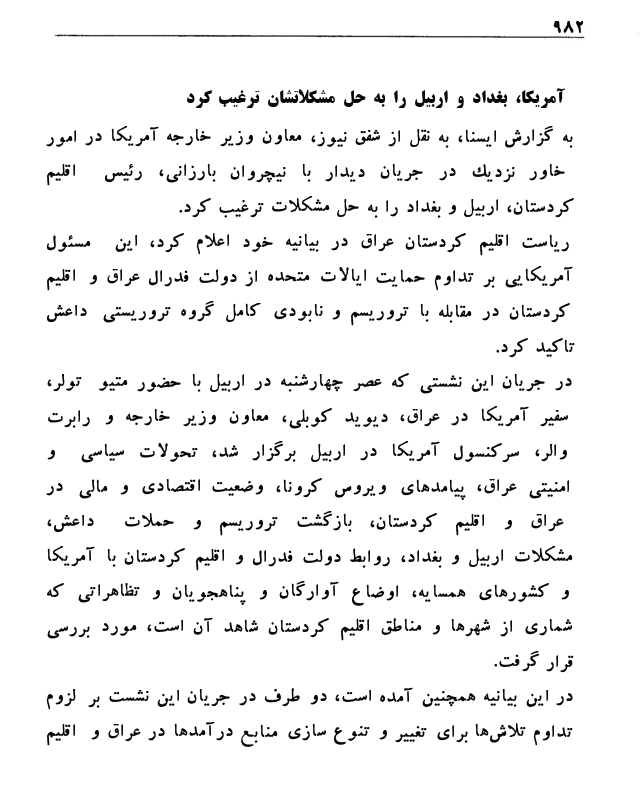 ۹۸۲
آمریکا، بغداد و اربیل را به حل مشکلاتشان ترغیب کرد
به گزارش ایسنا، به نقل از شفق نیوز، معاون وزیر خارجه آمریکا در امور
خاور نزدیك در جریان دیدار با نیچروان بارزانی، رئیس اقلیم
کردستان، اربیل و بغداد را به حل مشکلات ترغیب کرد.
ریاست اقلیم کردستان عراق در بیانیه خود اعلام کرد، این مسئول
آمریکایی بر تداوم حمایت ایالات متحده از دولت فدرال عراق و اقلیم
کردستان در مقابله با تروریسم و نابودی کامل گروه تروریستی داعش
تاکید کرد.
در جریان این نشستی که عصر چهارشنبه در اربیل با حضور متیو تولر،
سفیر آمریکا در عراق، دیوید کوپلی، معاون وزیر خارجه و رابرت
والر، سرکنسول آمریکا در اربیل برگزار شد، تحولات سیاسی و
امنیتی عراق، پیامدهای ویروس کرونا، وضعیت اقتصادی و مالی در
عراق و اقلیم کردستان، بازگشت تروریسم و حملات داعش،
مشکلات اربیل و بغداد، روابط دولت فدرال و اقلیم کردستان با آمریکا
و کشورهای همسایه، اوضاع آوارگان و پناهجویان و تظاهراتی که
شماری از شهرها و مناطق اقلیم کردستان شاهد آن است، مورد بررسی
قرار گرفت.
در این بیانیه همچنین آمده است، دو طرف در جریان این نشست بر لزوم
تداوم تلاش‌ها برای تغییر و تنوع سازی منابع درآمدها در عراق و اقلیم